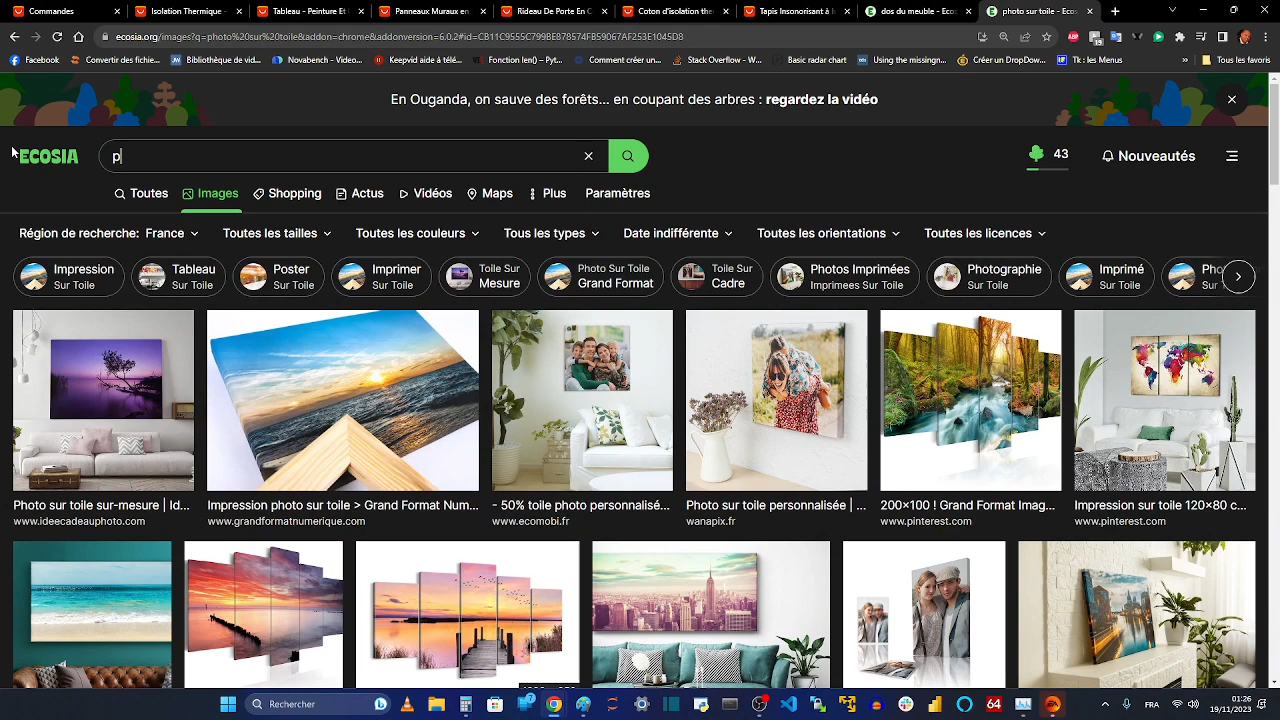 Commandes
Isolation Thermique -
Tableau - Peinture Et
Panneaux Muraux en
Rideau De Porte En C
Coton d'isolation the
Tapis Insonorisant à
dos du meuble - Ecos
photo sur toile - Ecos
ecosia.org/images?q=photo%20sur%20toile&addon=chrome&addonversion=6.0.2#id=CB11C9555C799BE878574FB59067AF253E1045D8
Facebook
Convertir des fichie...
Bibliothèque de vid...
Novabench - Video...
Keepvid aide à télé...
Fonction len() – Pyt...
Comment créer un...
Stack Overflow - W...
Basic radar chart
Using the missingn...
Créer un DropDow...
Tk : les Menus
»
Tous les favoris
En Ouganda, on sauve des forêts... en coupant des arbres : regardez la vidéo
ECOSIA
p
43
Nouveautés
Toutes
Images
Shopping
Actus
Vidéos
Maps
Plus
Paramètres
Région de recherche: France
Toutes les tailles
Toutes les couleurs
Tous les types
Date indifférente
Toutes les orientations
Toutes les licences
Impression
Sur Toile
Tableau
Sur Toile
Poster
Sur Toile
Imprimer
Sur Toile
Toile Sur
Mesure
Photo Sur Toile
Grand Format
Toile Sur
Cadre
Photos Imprimées
Imprimess Sur Toile
Photographie
Sur Toile
Imprimé
Sur Toile
Pho
Sur
Photo sur toile sur-mesure | Id...
www.ideecadeauphoto.com
Impression photo sur toile > Grand Format Num...
www.grandformatnumerique.com
- 50% toile photo personnalisé...
www.ecomobi.fr
Photo sur toile personnalisée | ...
wanapix.fr
200×100 ! Grand Format Imag...
www.pinterest.com
Impression sur toile 120×80 c...
www.pinterest.com
Rechercher
64
FRA
01:26
19/11/2023